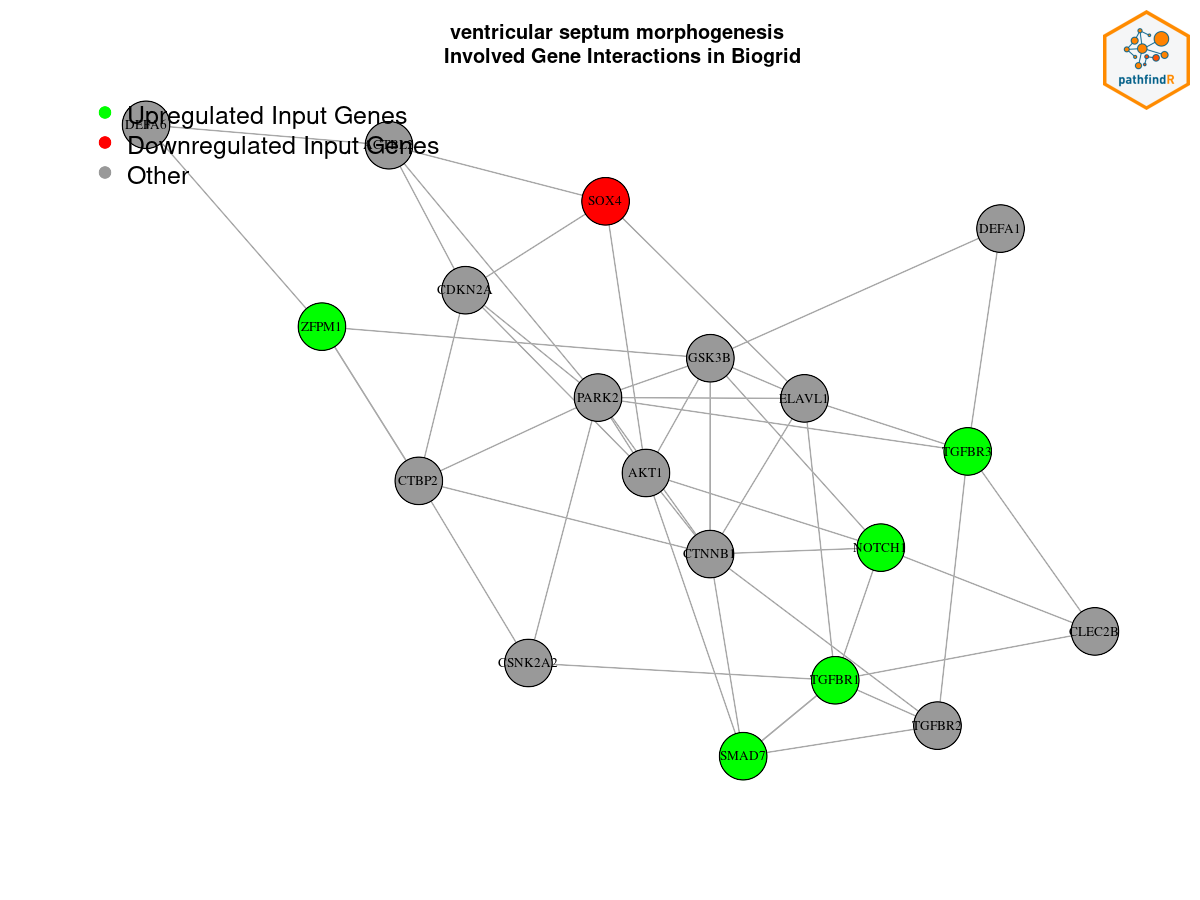 ventricular septum morphogenesis
Involved Gene Interactions in Biogrid
pathfindR
Upregulated Input Genes
DEFA6
Downregulated Input Genes
Other
SOX4
DEFA1
CDKN2A
ZFPM1
GSK3B
PARK2
ELAVL1
TGFBR3
AKT1
CTBP2
NOTCH1
CTNNB1
CLEC2B
CSNK2A2
TGFBR1
TGFBR2
SMAD7